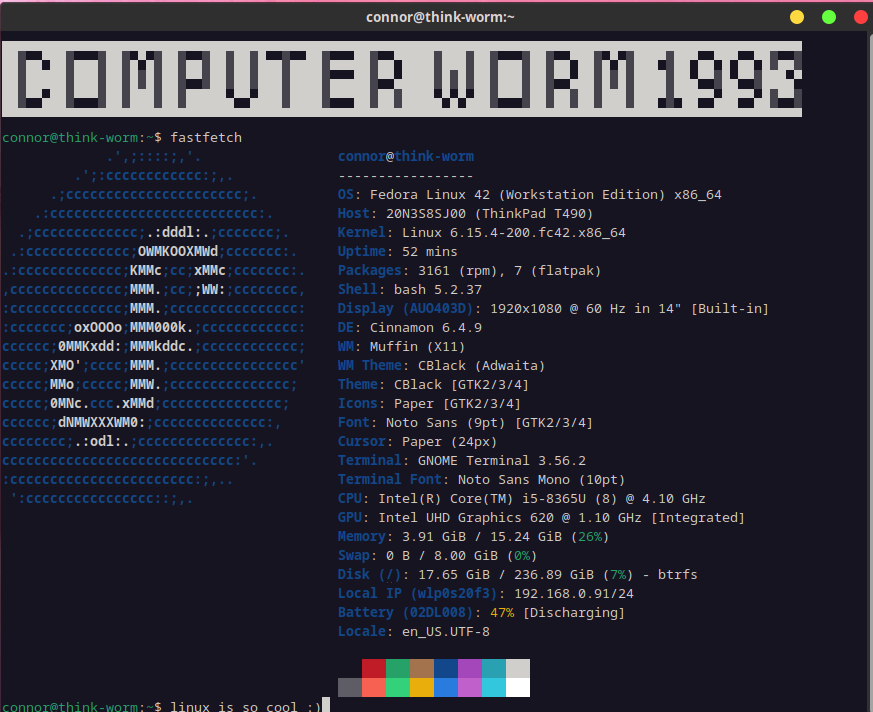 connor@think-worm:~
COMPUTER WORM1993
connor@think-worm:~$ fastfetch
             .',;::::;,'.
         .';:cccccccccccc:;,.
      .;cccccccccccccccccccccc;.
    .:cccccccccccccccccccccccccc:.
  .;ccccccccccccc;.:dddl:.;ccccccc;.
 .:ccccccccccccc;OWMKOOXMWd;ccccccc:.
.:ccccccccccccc;KMMc;cc;xMMc;ccccccc:.
,cccccccccccccc;MMM.;cc;;WW:;cccccccc,
:cccccccccccccc;MMM.;cccccccccccccccc:
:ccccccc;oxOOOo;MMM000k.;cccccccccccc:
cccccc;0MMKxdd:;MMMkddc.;cccccccccccc;
ccccc;XMO';cccc;MMM.;cccccccccccccccc'
ccccc;MMo;ccccc;MMW.;ccccccccccccccc;
ccccc;0MNc.ccc.xMMd;ccccccccccccccc;
cccccc;dNMWXXXWM0:;cccccccccccccc:,
cccccccc;.:odl:.;cccccccccccccc:,.
ccccccccccccccccccccccccccccc:'.
:ccccccccccccccccccccccc:;,..
 ':cccccccccccccccc::;,.
connor@think-worm
-----------------
OS: Fedora Linux 42 (Workstation Edition) x86_64
Host: 20N3S8SJ00 (ThinkPad T490)
Kernel: Linux 6.15.4-200.fc42.x86_64
Uptime: 52 mins
Packages: 3161 (rpm), 7 (flatpak)
Shell: bash 5.2.37
Display (AUO403D): 1920x1080 @ 60 Hz in 14" [Built-in]
DE: Cinnamon 6.4.9
WM: Muffin (X11)
WM Theme: CBlack (Adwaita)
Theme: CBlack [GTK2/3/4]
Icons: Paper [GTK2/3/4]
Font: Noto Sans (9pt) [GTK2/3/4]
Cursor: Paper (24px)
Terminal: GNOME Terminal 3.56.2
Terminal Font: Noto Sans Mono (10pt)
CPU: Intel(R) Core(TM) i5-8365U (8) @ 4.10 GHz
GPU: Intel UHD Graphics 620 @ 1.10 GHz [Integrated]
Memory: 3.91 GiB / 15.24 GiB (26%)
Swap: 0 B / 8.00 GiB (0%)
Disk (/): 17.65 GiB / 236.89 GiB (7%) - btrfs
Local IP (wlp0s20f3): 192.168.0.91/24
Battery (02DL008): 47% [Discharging]
Locale: en_US.UTF-8
connor@think-worm:~$ linux is so cool :)